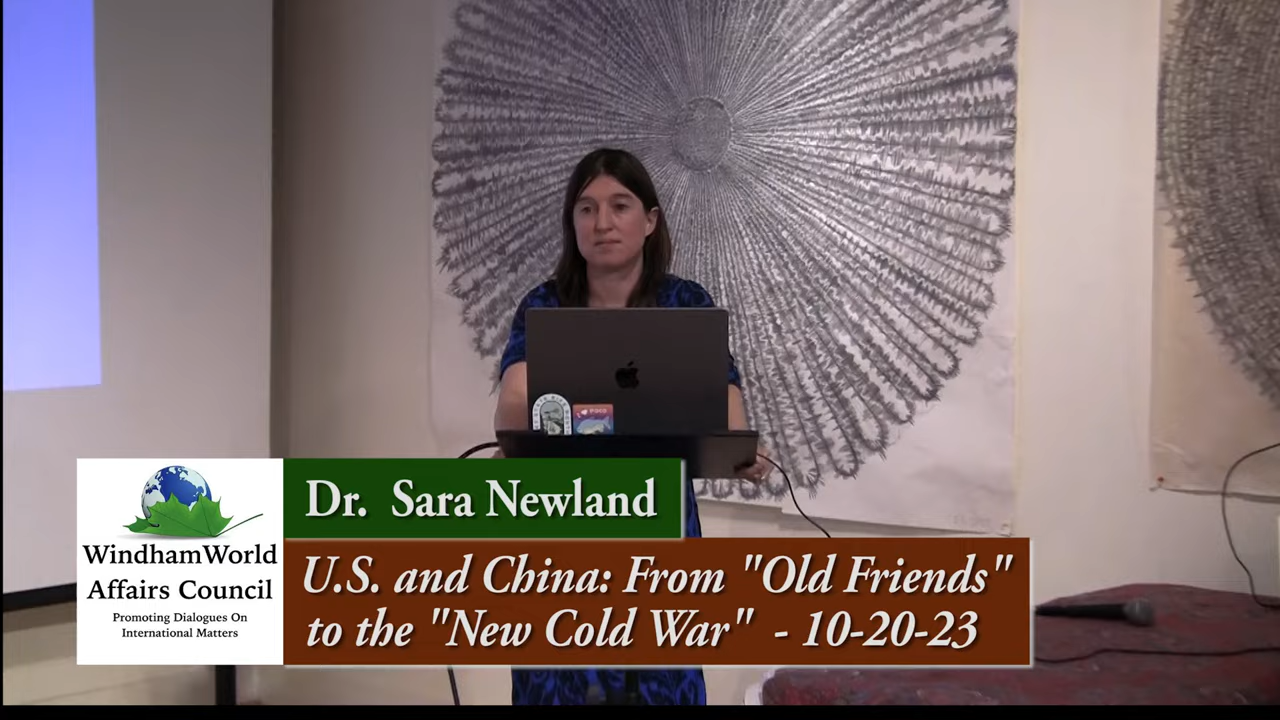 I ❤ POCD
Dr. Sara Newland
U.S. and China: From "Old Friends"
to the "New Cold War" - 10-20-23
WindhamWorld
Affairs Council
Promoting Dialogues On
International Matters